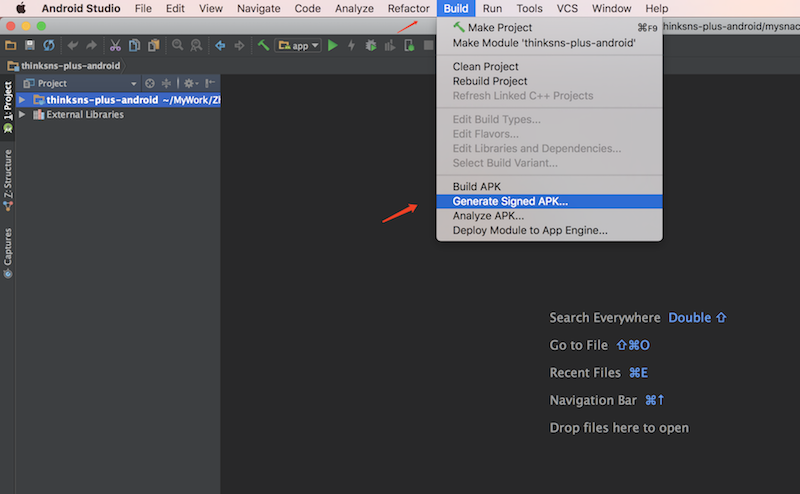 Android Studio File Edit View Navigate Code Analyze Refactor Build Run Tools VCS Window Help
thinksns-plus-android/mysnac
app
thinksns-plus-android
Project
1: Project
Z: Structure
Captures
thinksns-plus-android ~/MyWork/Z
External Libraries
Make Project ⌘F9
Make Module 'thinksns-plus-android'
Clean Project
Rebuild Project
Refresh Linked C++ Projects
Edit Build Types...
Edit Flavors...
Edit Libraries and Dependencies...
Select Build Variant...
Build APK
Generate Signed APK...
Analyze APK...
Deploy Module to App Engine...
Search Everywhere Double ⇧
Go to File ⇧⌘O
Recent Files ⌘E
Navigation Bar ⌘↑
Drop files here to open